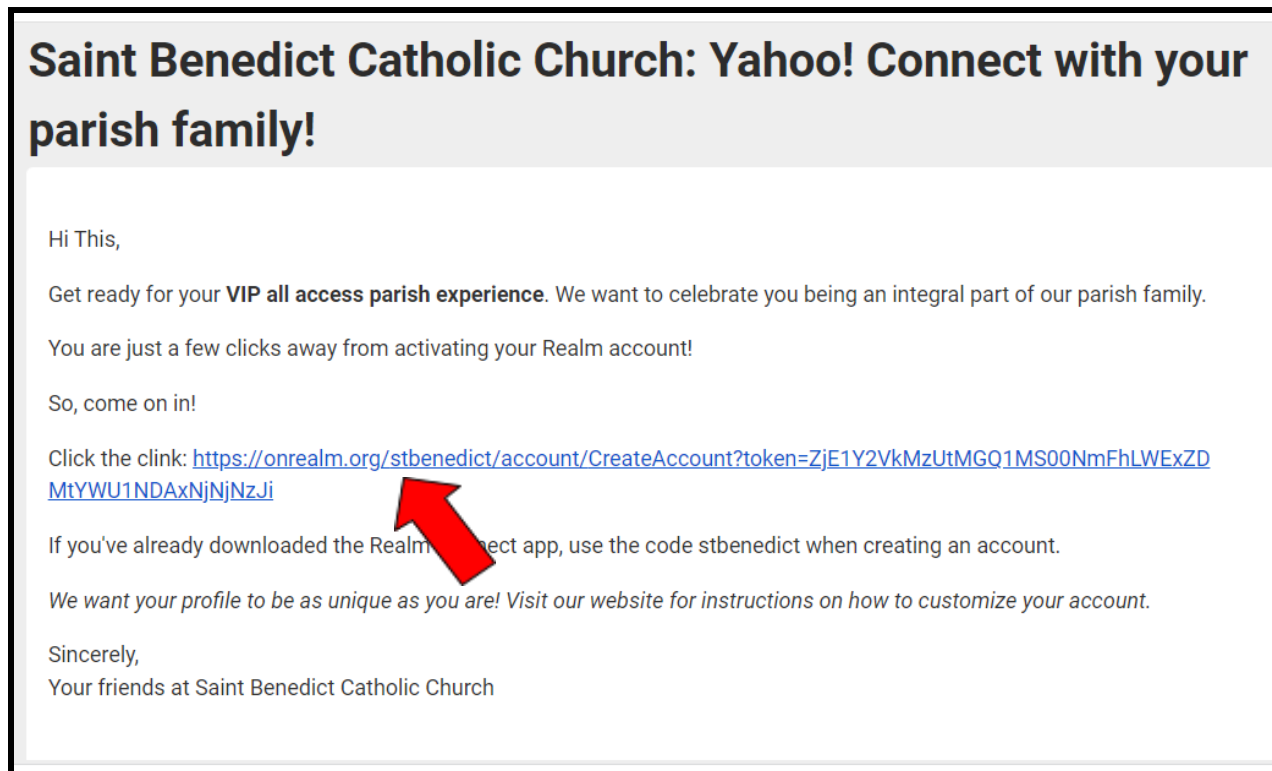 Saint Benedict Catholic Church: Yahoo! Connect with your
parish family!
Hi This,
Get ready for your VIP all access parish experience. We want to celebrate you being an integral part of our parish family.
You are just a few clicks away from activating your Realm account!
So, come on in!
Click the clink: https://onrealm.org/stbenedict/account/CreateAccount?token=ZjE1Y2VkMzUtMGQ1MS00NmFhLWExZD
MtYWU1NDAxNjNjNzJi
If you've already downloaded the Realm ect app, use the code stbenedict when creating an account.
We want your profile to be as unique as you are! Visit our website for instructions on how to customize your account.
Sincerely,
Your friends at Saint Benedict Catholic Church